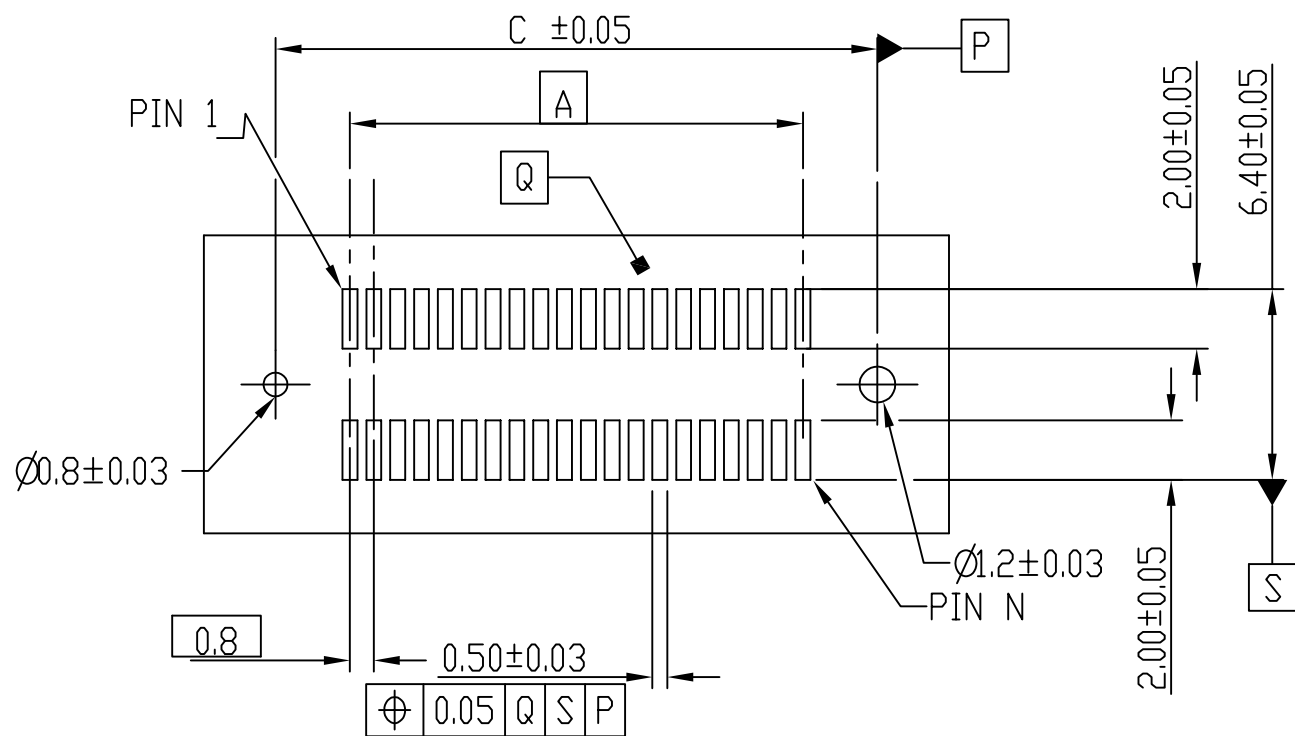 C ±0.05
P
A
PIN 1
Q
2.00±0.05
6.40±0.05
Ø0.8±0.03
Ø1.2±0.03
PIN N
S
2.00±0.05
0.8
0.50±0.03
⌖ 0.05 Q S P